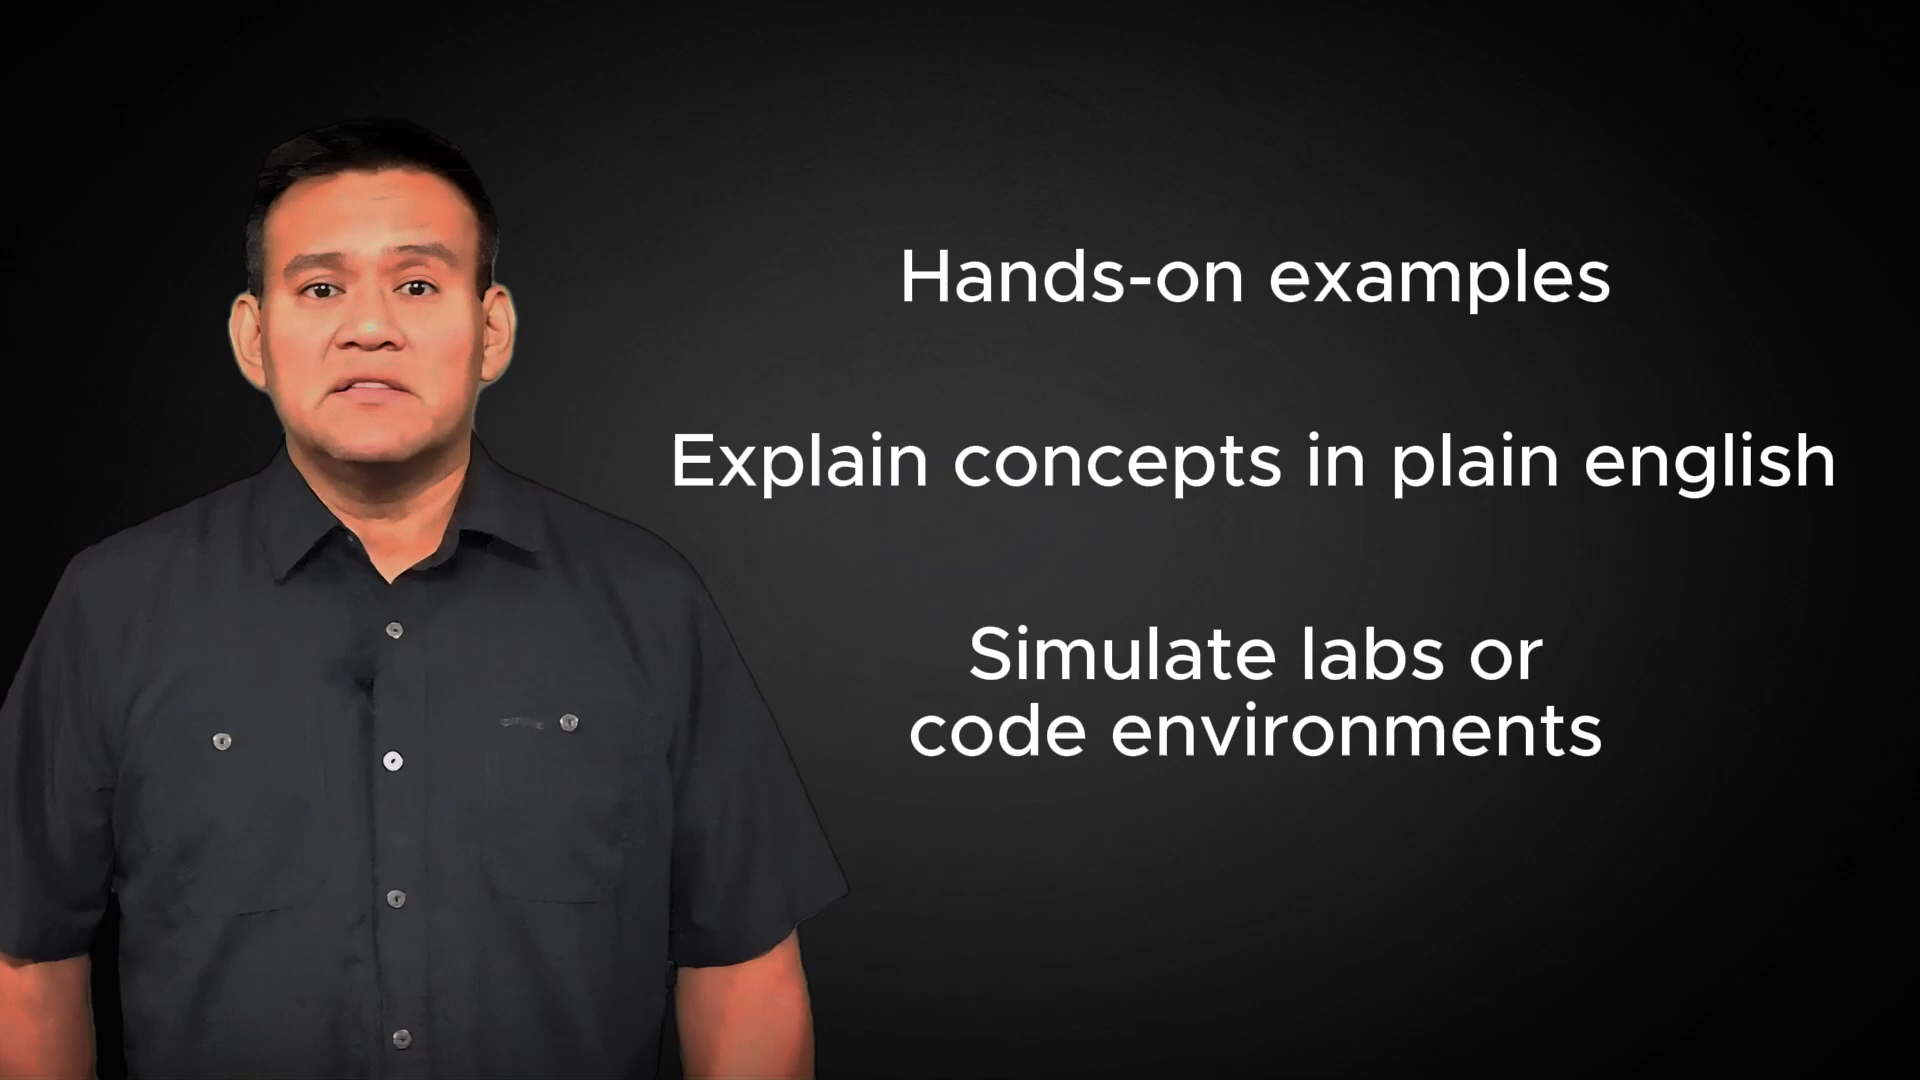 Hands-on examples
Explain concepts in plain english
Simulate labs or
code environments